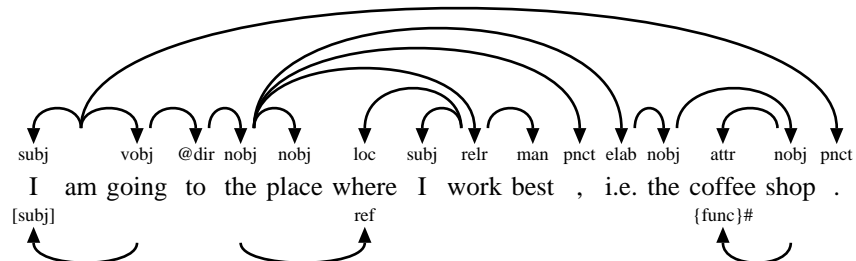 subj vobj @dir nobj nobj loc subj relr man pnct elab nobj attr nobj pnct
I am going to the place where I work best , i.e. the coffee shop .
[subj] ref {func}#